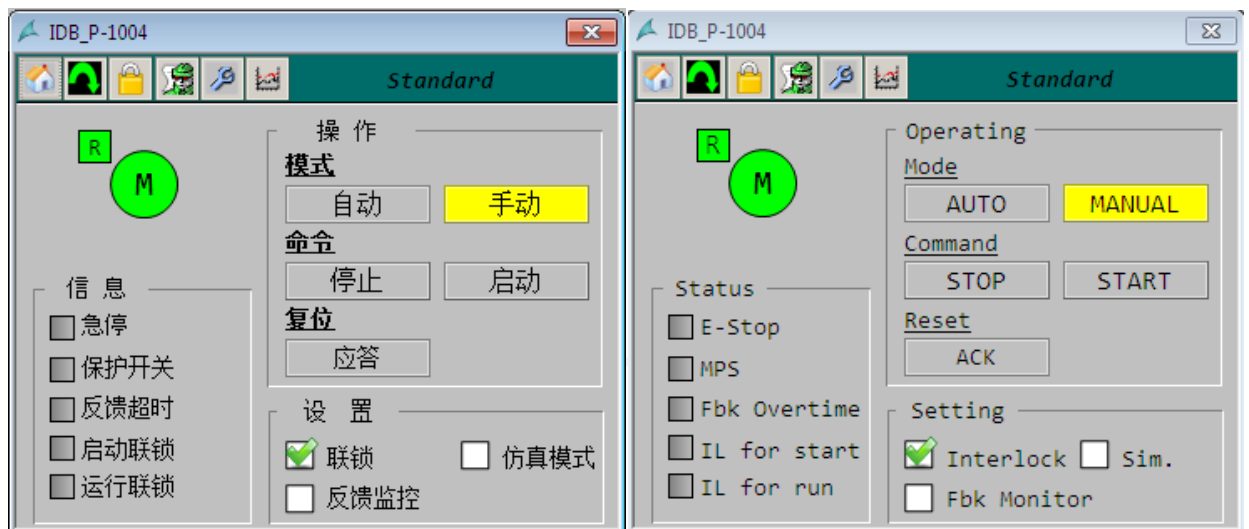 IDB_P-1004
Standard
R
M
操 作
模式
自动 手动
命令
停止 启动
复位
应答
信 息
急停
保护开关
反馈超时
启动联锁
运行联锁
设 置
联锁 仿真模式
反馈监控
IDB_P-1004
Standard
R
M
Operating
Mode
AUTO MANUAL
Command
STOP START
Reset
ACK
Status
E-Stop
MPS
Fbk Overtime
IL for start
IL for run
Setting
Interlock Sim.
Fbk Monitor